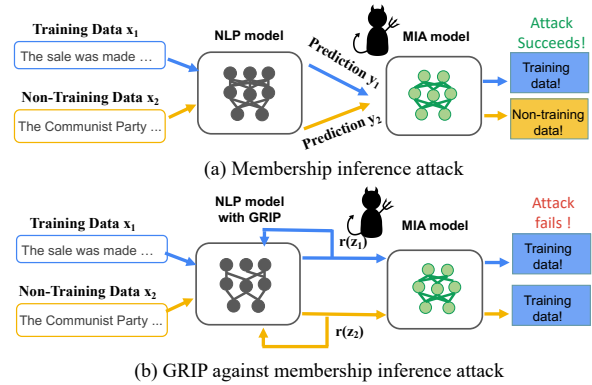 Training Data x₁
The sale was made …
Non-Training Data x₂
The Communist Party ...
NLP model
Prediction y₁
Prediction y₂
MIA model
Attack
Succeeds!
Training
data!
Non-training
data!
(a) Membership inference attack
Training Data x₁
The sale was made …
Non-Training Data x₂
The Communist Party ...
NLP model
with GRIP
r(z₁)
r(z₂)
MIA model
Attack
fails !
Training
data!
Training
data!
(b) GRIP against membership inference attack